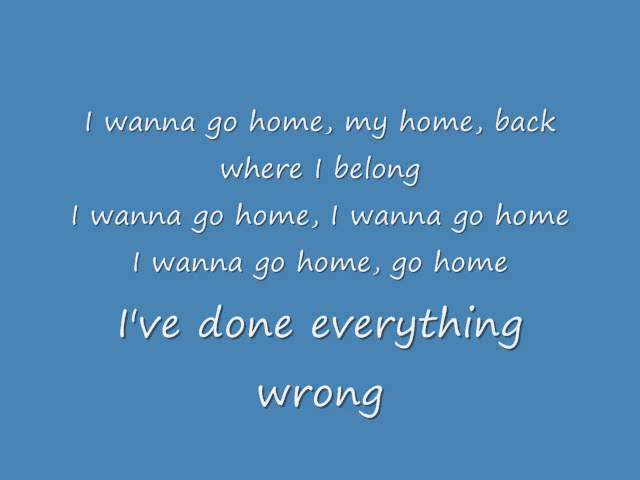 I wanna go home, my home, back
where I belong
I wanna go home, I wanna go home
I wanna go home, go home
I've done everything
wrong